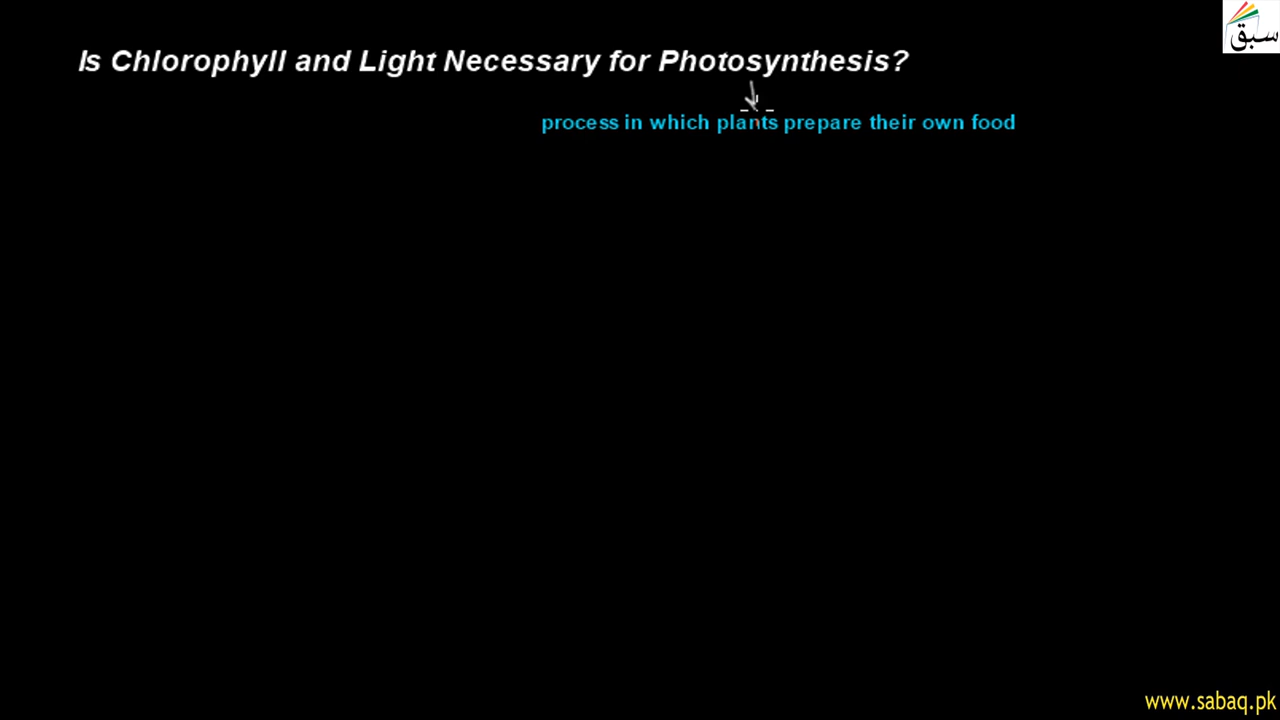 سبق
Is Chlorophyll and Light Necessary for Photosynthesis?
process in which plants prepare their own food
www.sabaq.pk